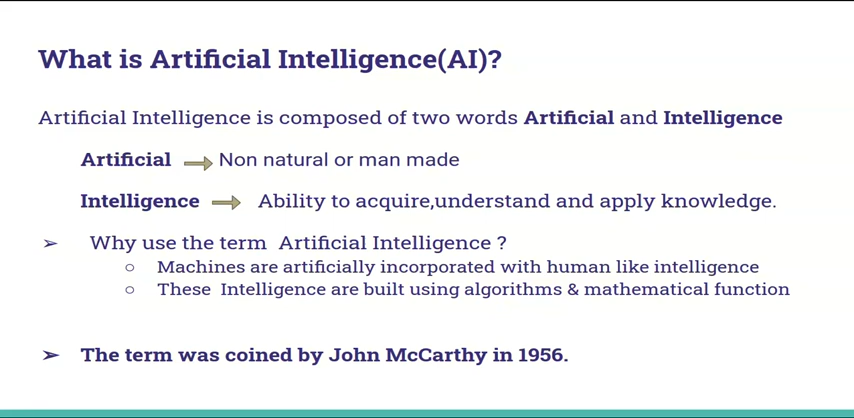 What is Artificial Intelligence(AI)?
Artificial Intelligence is composed of two words Artificial and Intelligence
Artificial → Non natural or man made
Intelligence → Ability to acquire,understand and apply knowledge.
➢ Why use the term Artificial Intelligence ?
○ Machines are artificially incorporated with human like intelligence
○ These Intelligence are built using algorithms & mathematical function
➢ The term was coined by John McCarthy in 1956.